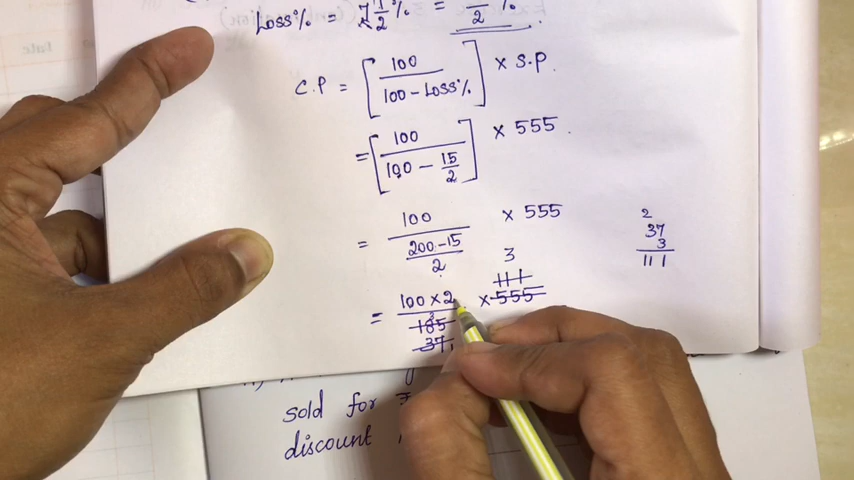 Loss% = 7 1/2 % = /2 %.
C.P = [100/(100 - Loss%)] × S.P.
= [100/(100 - 15/2)] × 555.
= 100/((200 - 15)/2) × 555
2
37
3
111
3
111
= 100 × 2 × 555
185
37
sold for
discount